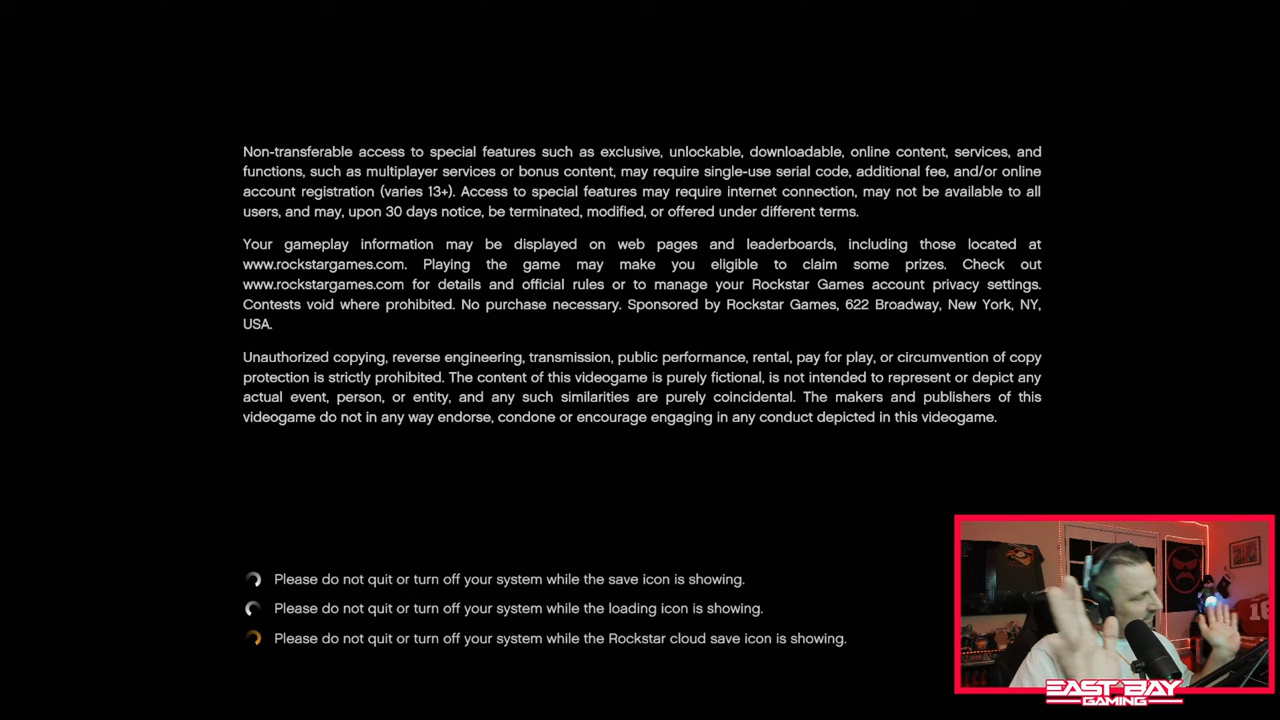 Non-transferable access to special features such as exclusive, unlockable, downloadable, online content, services, and
functions, such as multiplayer services or bonus content, may require single-use serial code, additional fee, and/or online
account registration (varies 13+). Access to special features may require internet connection, may not be available to all
users, and may, upon 30 days notice, be terminated, modified, or offered under different terms.
Your gameplay information may be displayed on web pages and leaderboards, including those located at
www.rockstargames.com. Playing the game may make you eligible to claim some prizes. Check out
www.rockstargames.com for details and official rules or to manage your Rockstar Games account privacy settings.
Contests void where prohibited. No purchase necessary. Sponsored by Rockstar Games, 622 Broadway, New York, NY,
USA.
Unauthorized copying, reverse engineering, transmission, public performance, rental, pay for play, or circumvention of copy
protection is strictly prohibited. The content of this videogame is purely fictional, is not intended to represent or depict any
actual event, person, or entity, and any such similarities are purely coincidental. The makers and publishers of this
videogame do not in any way endorse, condone or encourage engaging in any conduct depicted in this videogame.
Please do not quit or turn off your system while the save icon is showing.
Please do not quit or turn off your system while the loading icon is showing.
Please do not quit or turn off your system while the Rockstar cloud save icon is showing.
EAST BAY
GAMING